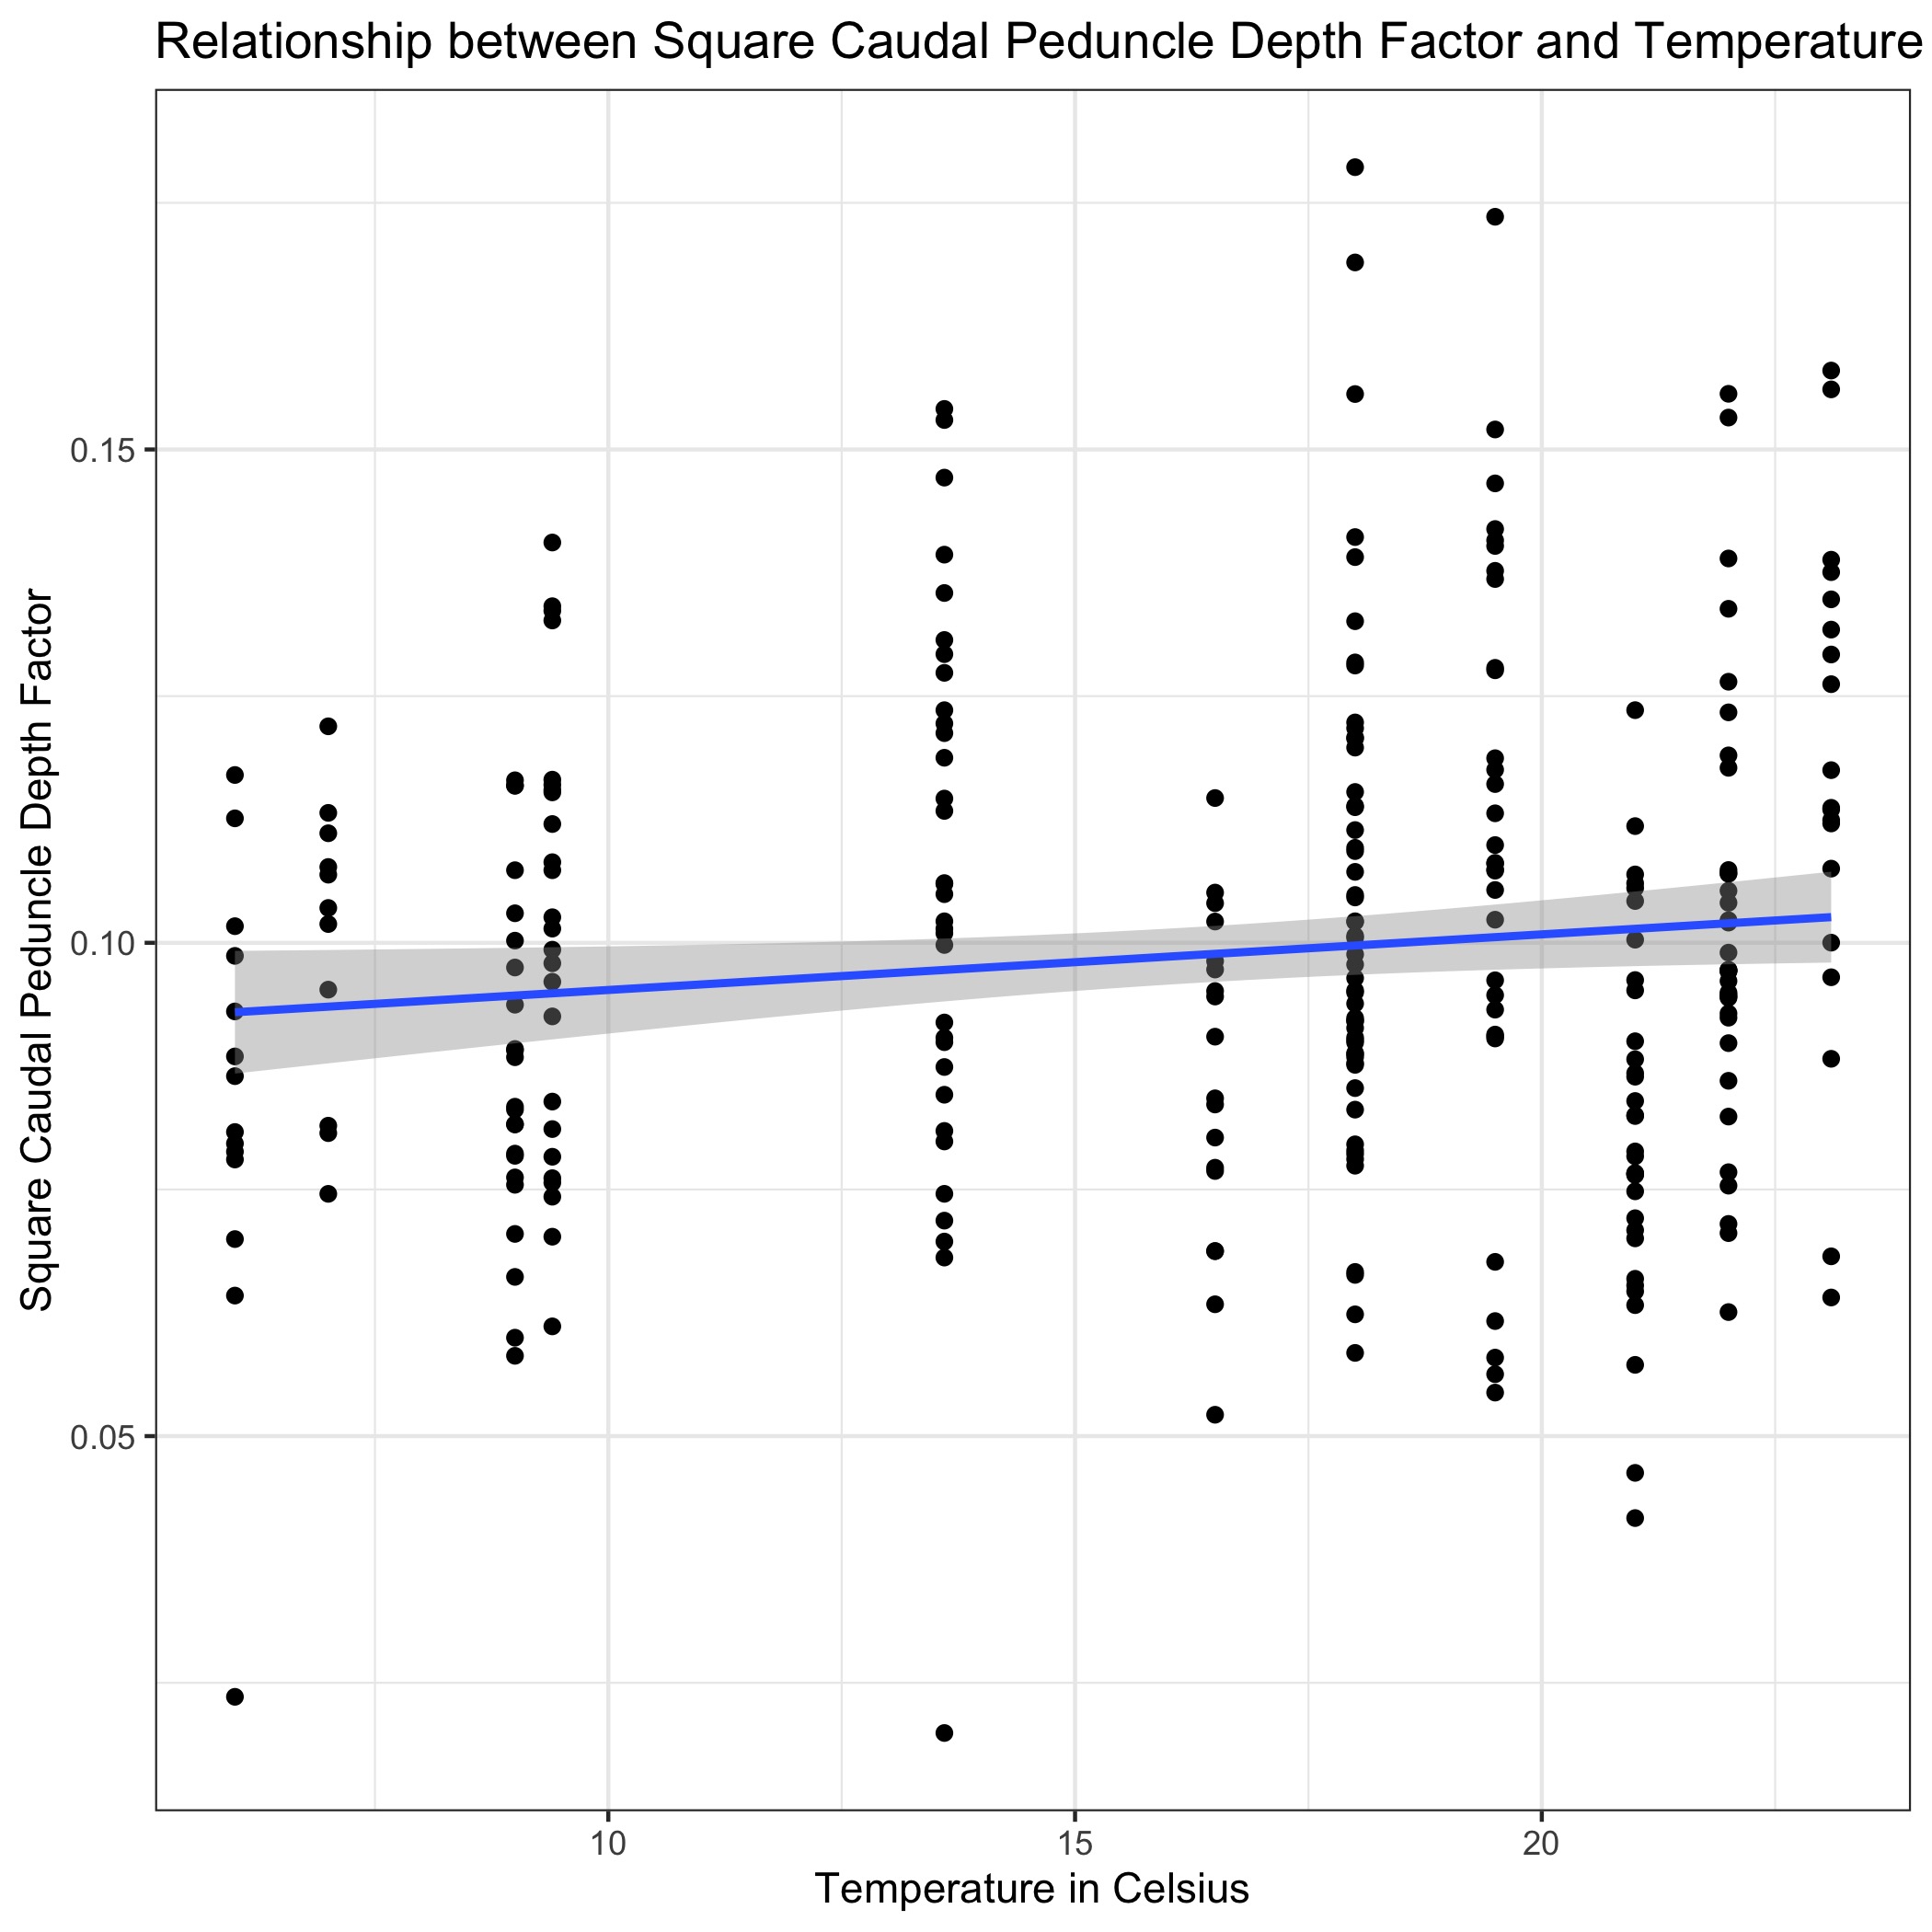 Relationship between Square Caudal Peduncle Depth Factor and Temperature
Square Caudal Peduncle Depth Factor
0.15
0.10
0.05
10
15
20
Temperature in Celsius